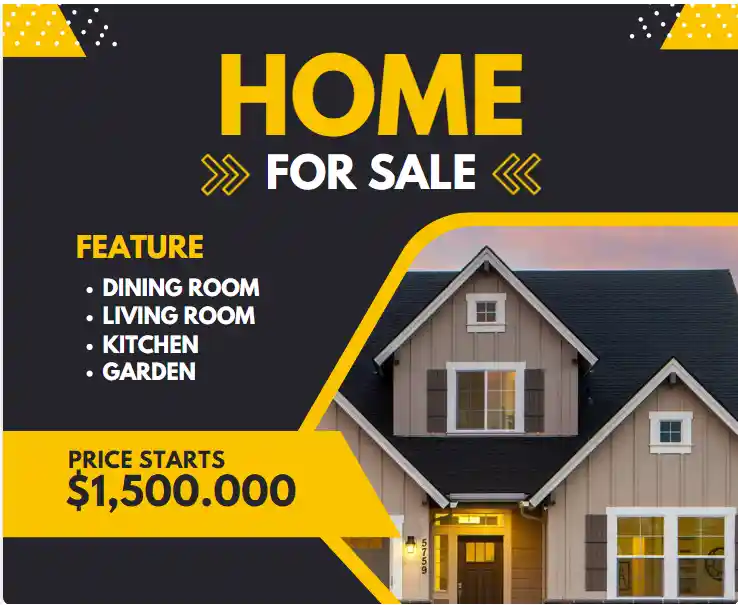 HOME
FOR SALE
FEATURE
• DINING ROOM
• LIVING ROOM
• KITCHEN
• GARDEN
PRICE STARTS
$1,500.000
5759